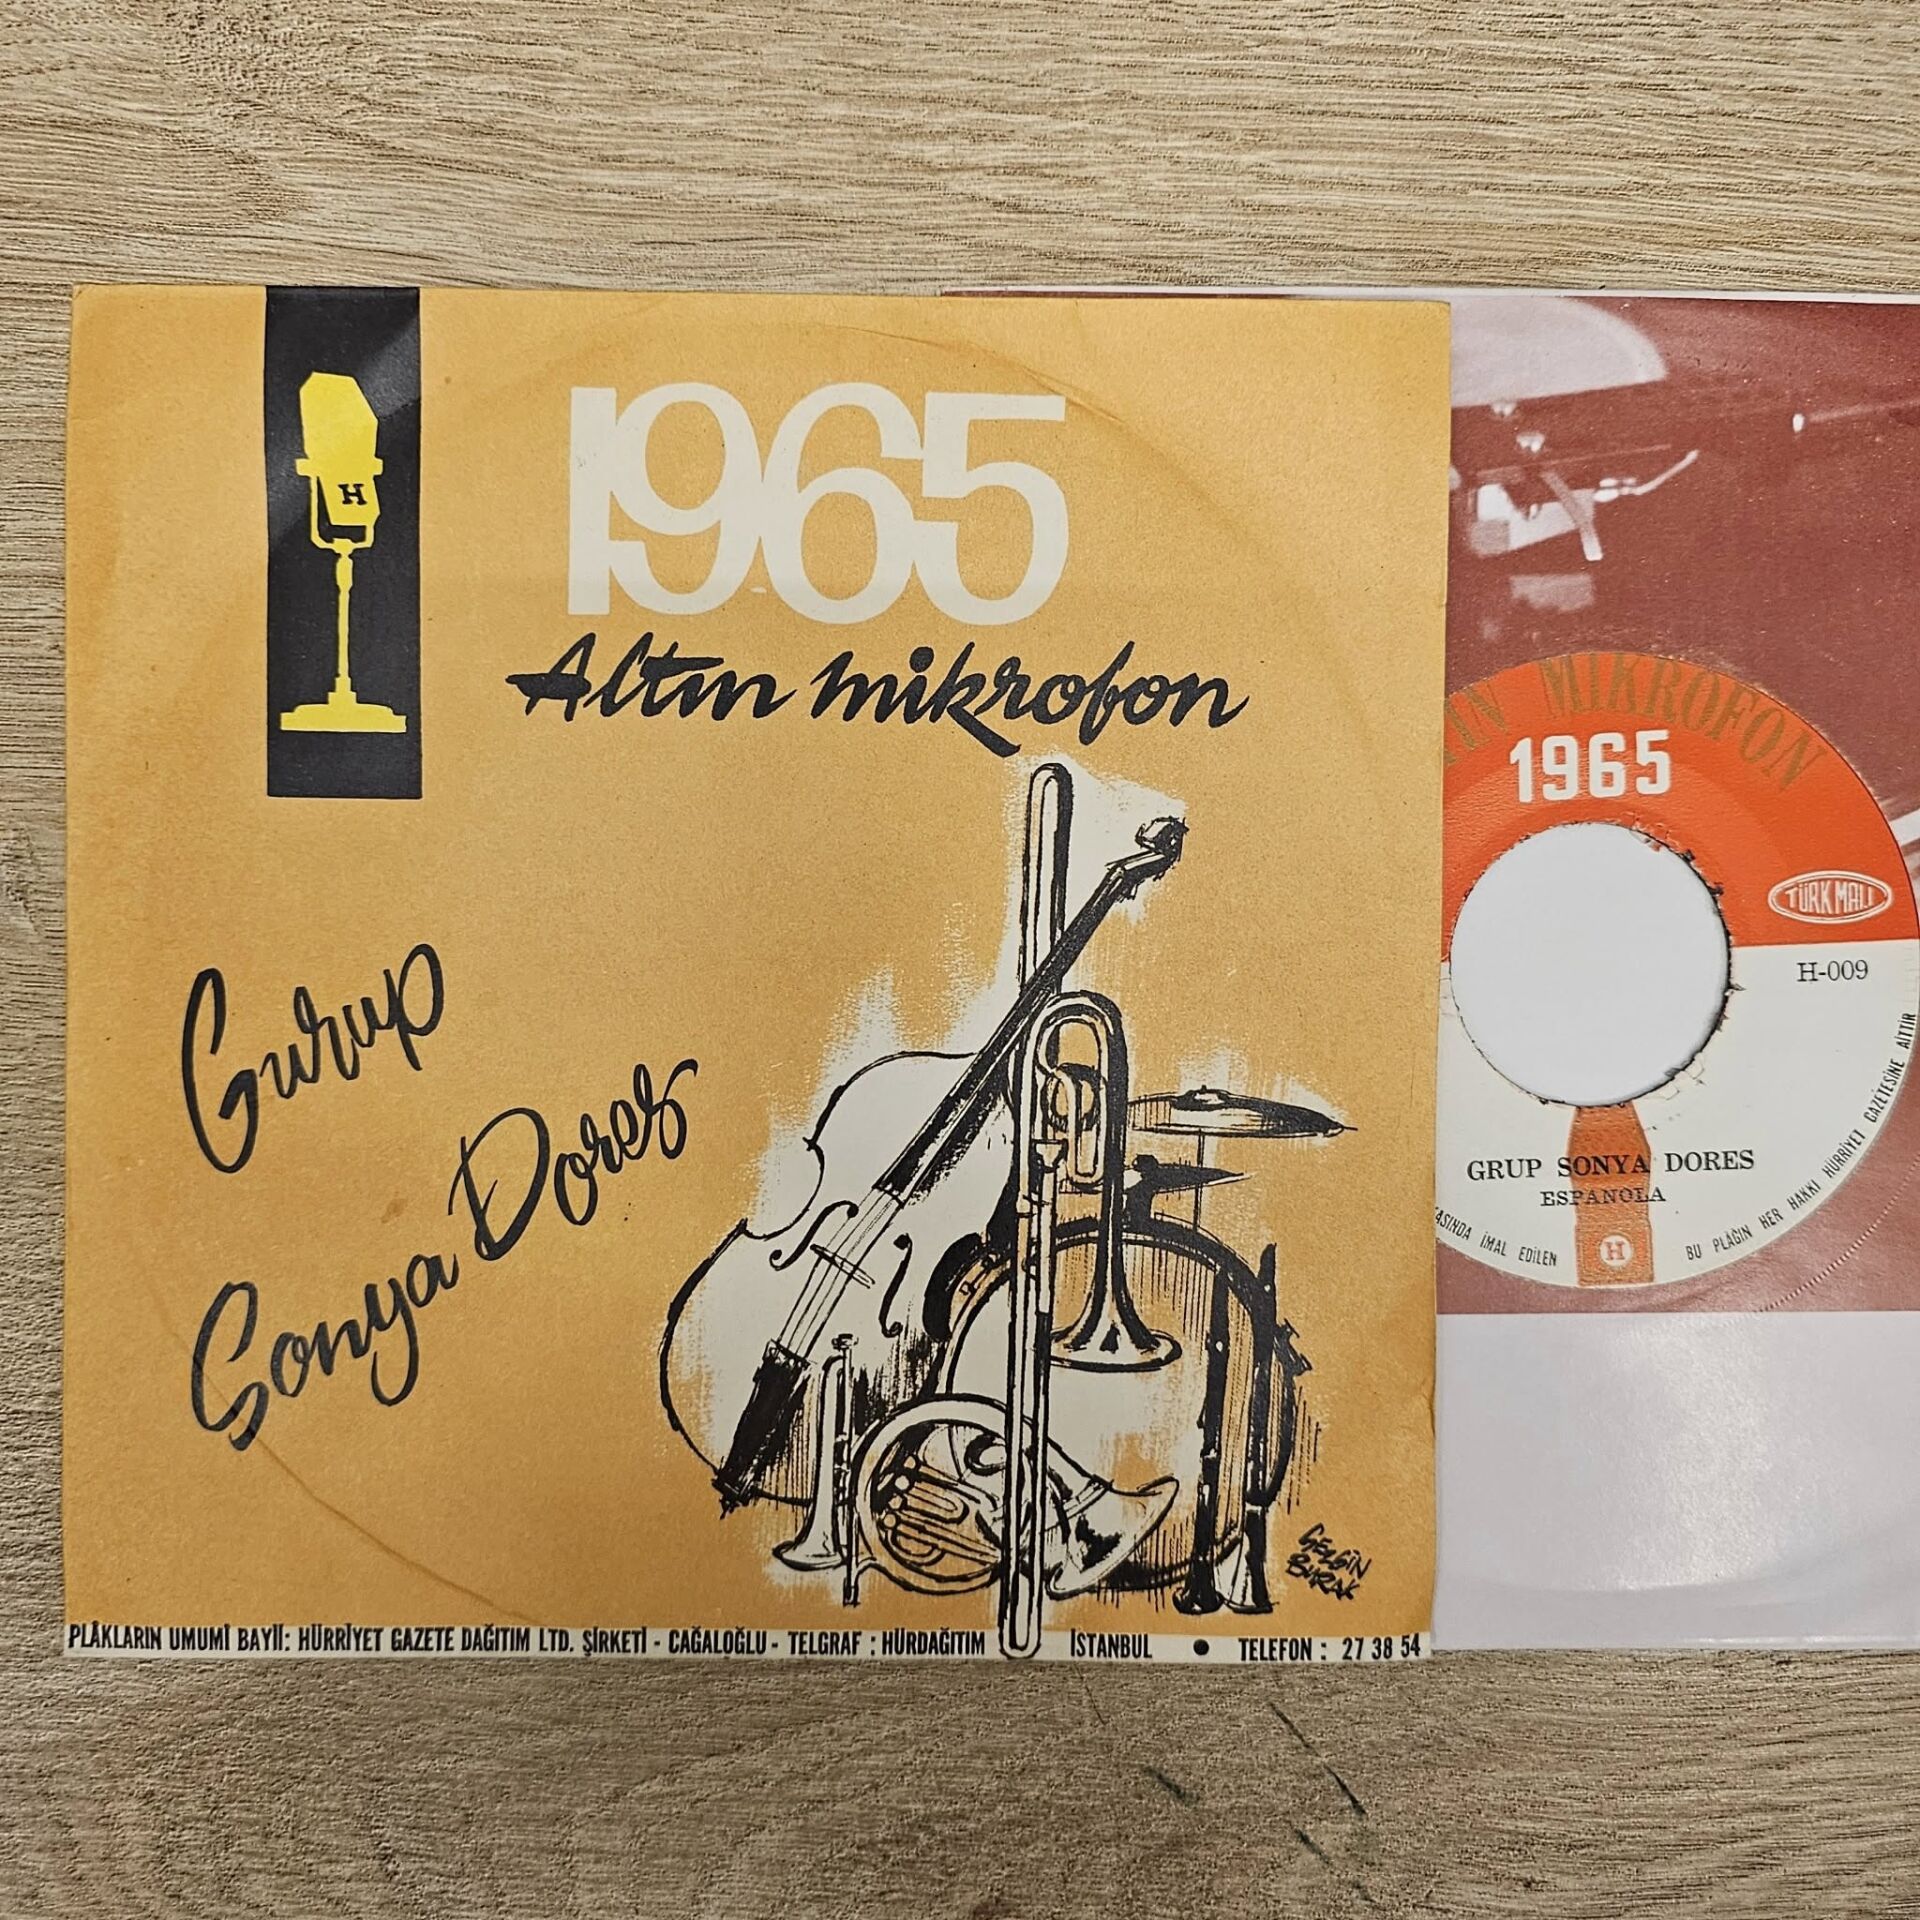 H
1965
Altın mikrofon
Gurup
Sonya Dores
SEZGİN
BURAK
PLÂKLARIN UMUMİ BAYİİ: HÜRRİYET GAZETE DAĞITIM LTD. ŞİRKETİ - CAĞALOĞLU - TELGRAF : HÜRDAĞITIM İSTANBUL ● TELEFON : 27 38 54
MİKROFON
1965
TÜRK MALI
H-009
GRUP SONYA DORES
ESPANOLA
İMAL EDİLEN
H
BU PLÂĞIN HER HAKKI HÜRRİYET GAZETESİNE AİTTİR